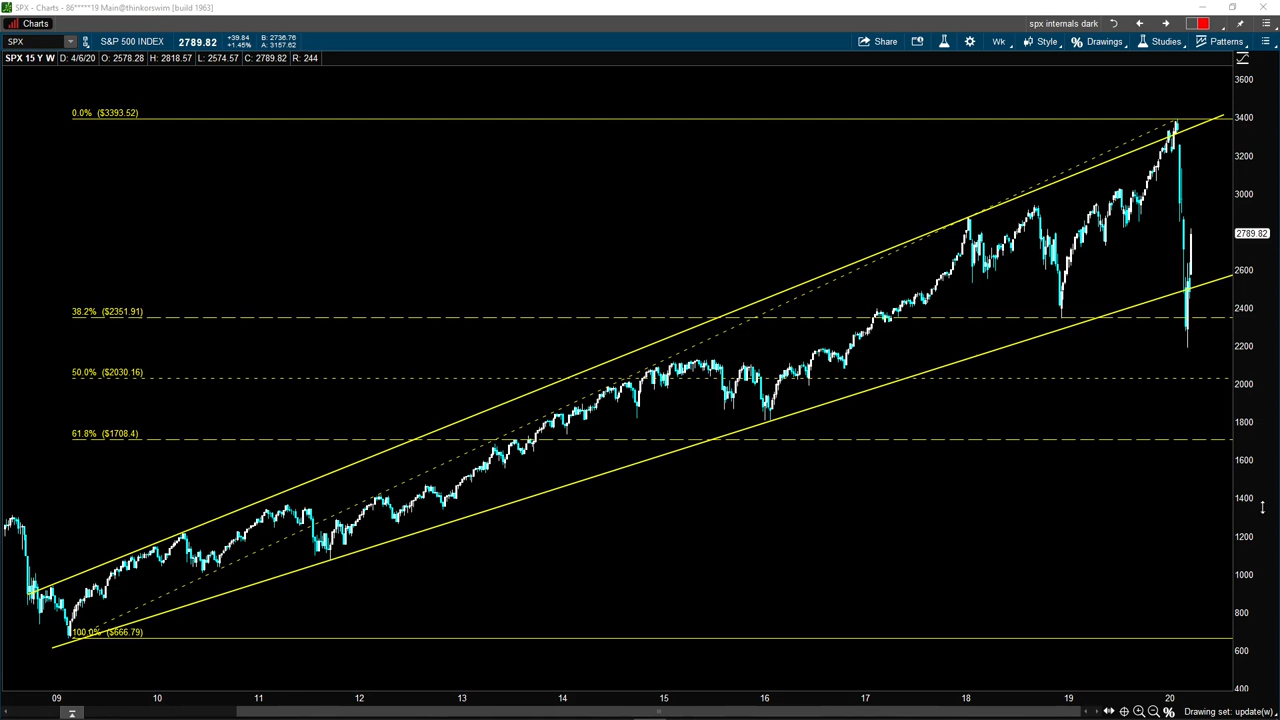 SPX - Charts - 86*****19 Main@thinkorswim [build 1963]
Charts
spx internals dark
SPX
S&P 500 INDEX
2789.82
+39.84
+1.45%
B: 2736.76
A: 3157.62
Share
Wk
Style
Drawings
Studies
Patterns
SPX 15 Y W
D: 4/6/20
O: 2578.28
H: 2818.57
L: 2574.57
C: 2789.82
R: 244
3600
0.0% ($3393.52)
3400
3200
3000
2789.82
2600
38.2% ($2351.91)
2400
2200
50.0% ($2030.16)
2000
1800
61.8% ($1708.4)
1600
1400
1200
1000
800
100.0% ($666.79)
600
400
09
10
11
12
13
14
15
16
17
18
19
20
Drawing set: update(w)